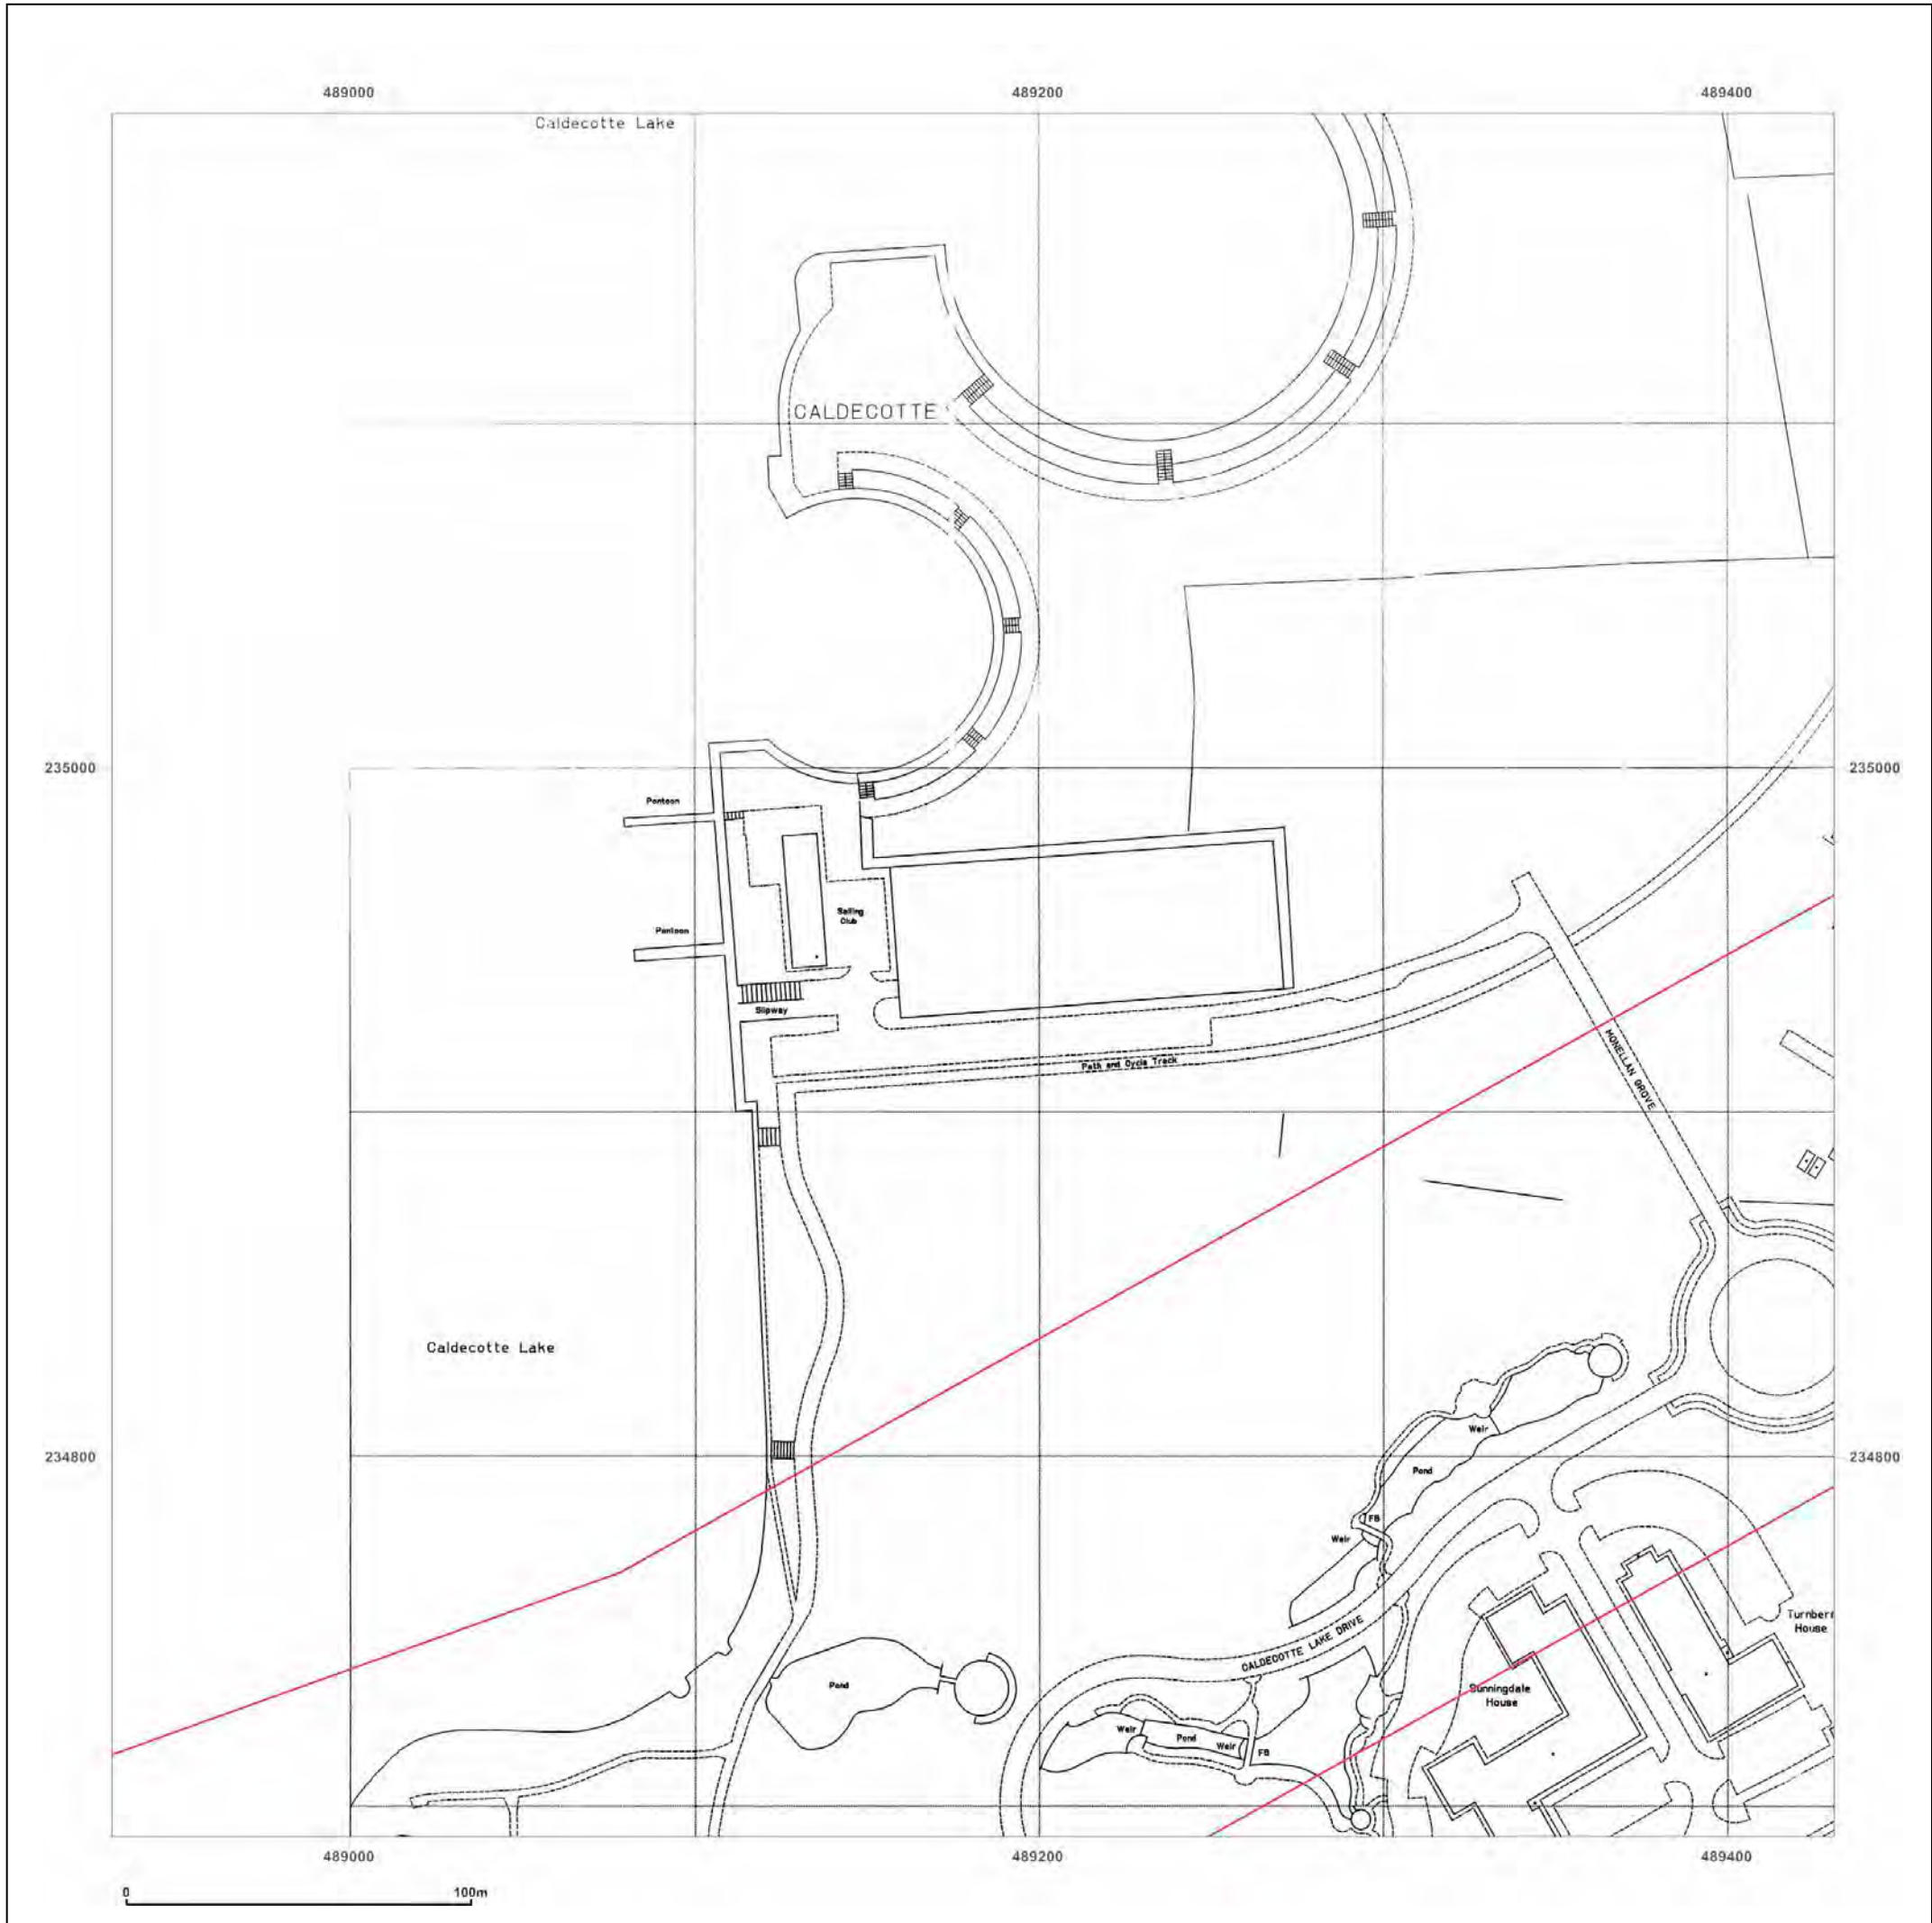 489000
489200
489400
Caldecotte Lake
CALDECOTTE
235000
235000
Pontoon
Sailing
Club
Pontoon
Slipway
Path and Cycle Track
MONELLAN GROVE
Caldecotte Lake
234800
234800
Weir
Pond
FB
Weir
CALDECOTTE LAKE DRIVE
Turnberr
House
Sunningdale
House
Pond
Weir
Pond
Weir
FB
489000
489200
489400
0
100m